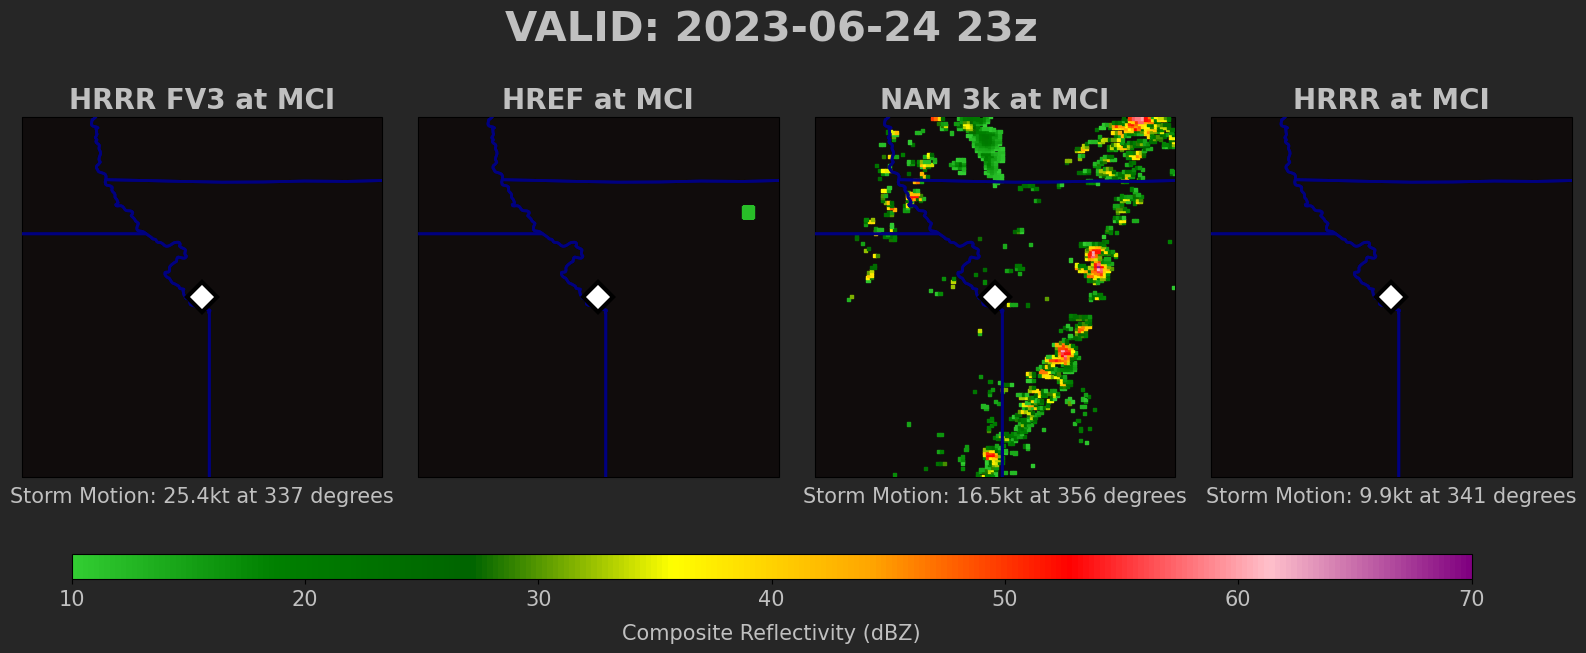 VALID: 2023-06-24 23z
HRRR FV3 at MCI
HREF at MCI
NAM 3k at MCI
HRRR at MCI
Storm Motion: 25.4kt at 337 degrees
Storm Motion: 16.5kt at 356 degrees
Storm Motion: 9.9kt at 341 degrees
10 20 30 40 50 60 70
Composite Reflectivity (dBZ)